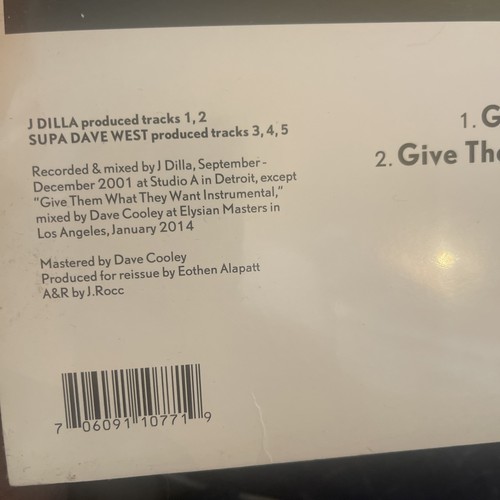 J DILLA produced tracks 1, 2
SUPA DAVE WEST produced tracks 3, 4, 5
Recorded & mixed by J Dilla, September -
December 2001 at Studio A in Detroit, except
"Give Them What They Want Instrumental,"
mixed by Dave Cooley at Elysian Masters in
Los Angeles, January 2014
Mastered by Dave Cooley
Produced for reissue by Eothen Alapatt
A&R by J.Rocc
1. G
2. Give The
7 06091 10771 9